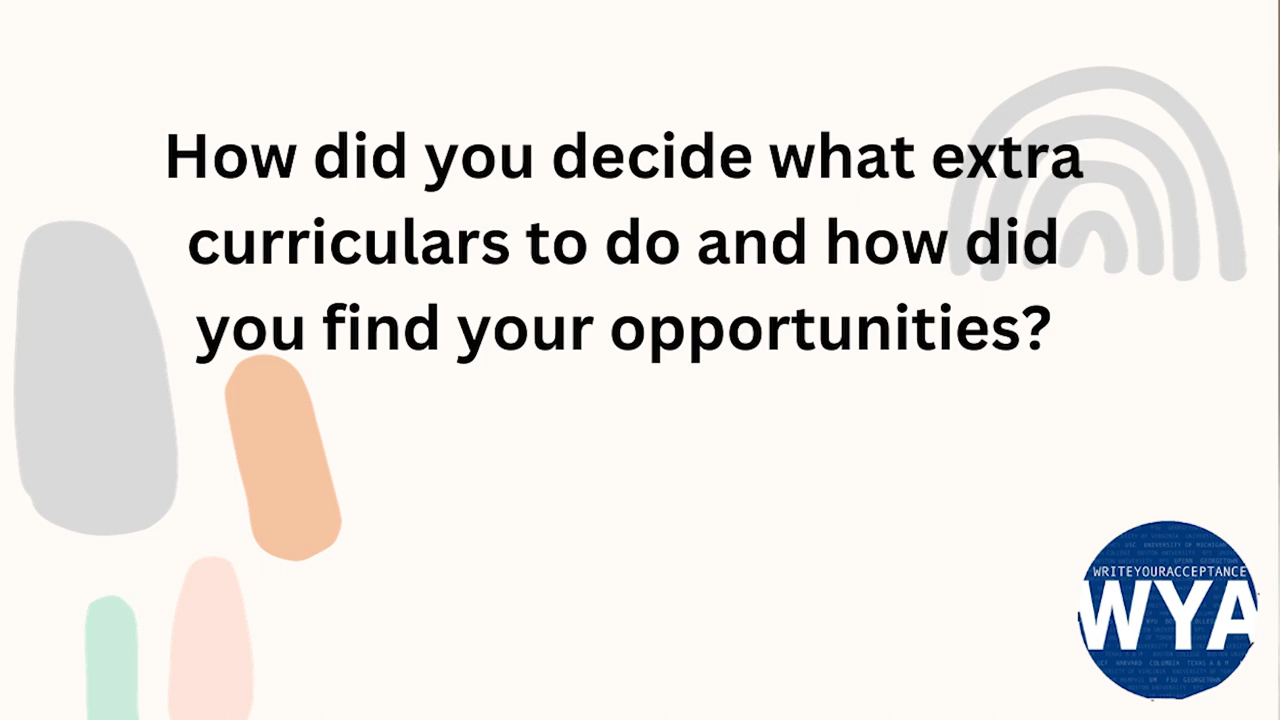 How did you decide what extra
curriculars to do and how did
you find your opportunities?
WRITEYOURACCEPTANCE
WYA